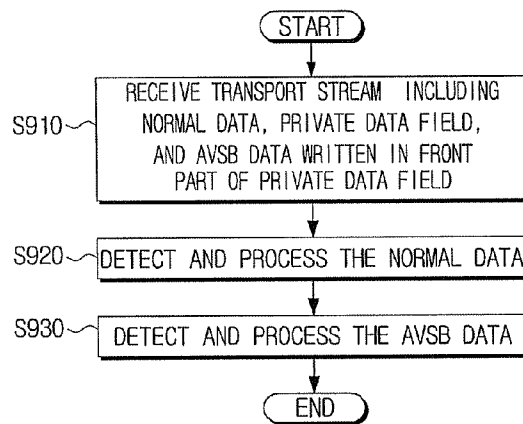 START
S910
RECEIVE TRANSPORT STREAM INCLUDING
NORMAL DATA, PRIVATE DATA FIELD,
AND AVSB DATA WRITTEN IN FRONT
PART OF PRIVATE DATA FIELD
S920
DETECT AND PROCESS THE NORMAL DATA
S930
DETECT AND PROCESS THE AVSB DATA
END